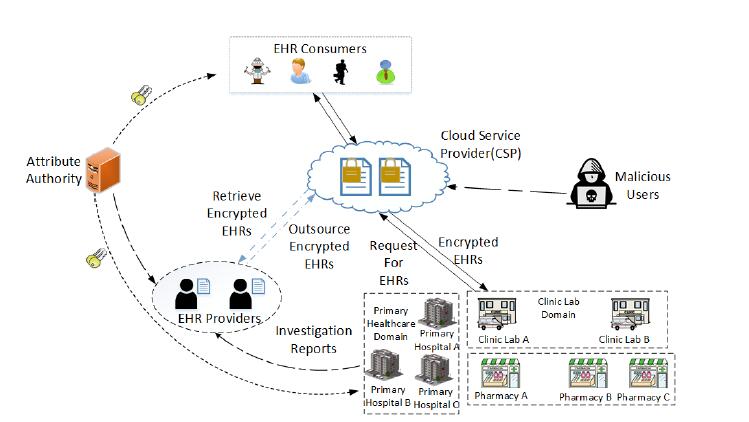 EHR Consumers
Cloud Service
Provider(CSP)
Attribute
Authority
Malicious
Users
Retrieve
Encrypted
EHRs
Outsource
Encrypted
EHRs
Request
For
EHRs
Encrypted
EHRs
EHR Providers
Investigation
Reports
Primary
Healthcare
Domain
Primary
Hospital A
Primary
Hospital B
Primary
Hospital C
Clinic Lab
Domain
Clinic Lab A
Clinic Lab B
Pharmacy A
Pharmacy B
Pharmacy C